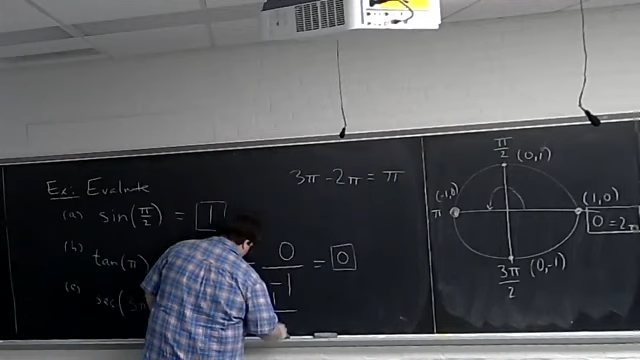 Ex: Evaluate
(a) sin(π/2) = 1
3π - 2π = π
(b) tan(π) = 0/-1 = 0
(c) sec(3π
π/2 (0,1)
(-1,0) π
(1,0)
0 = 2π
3π/2 (0,-1)